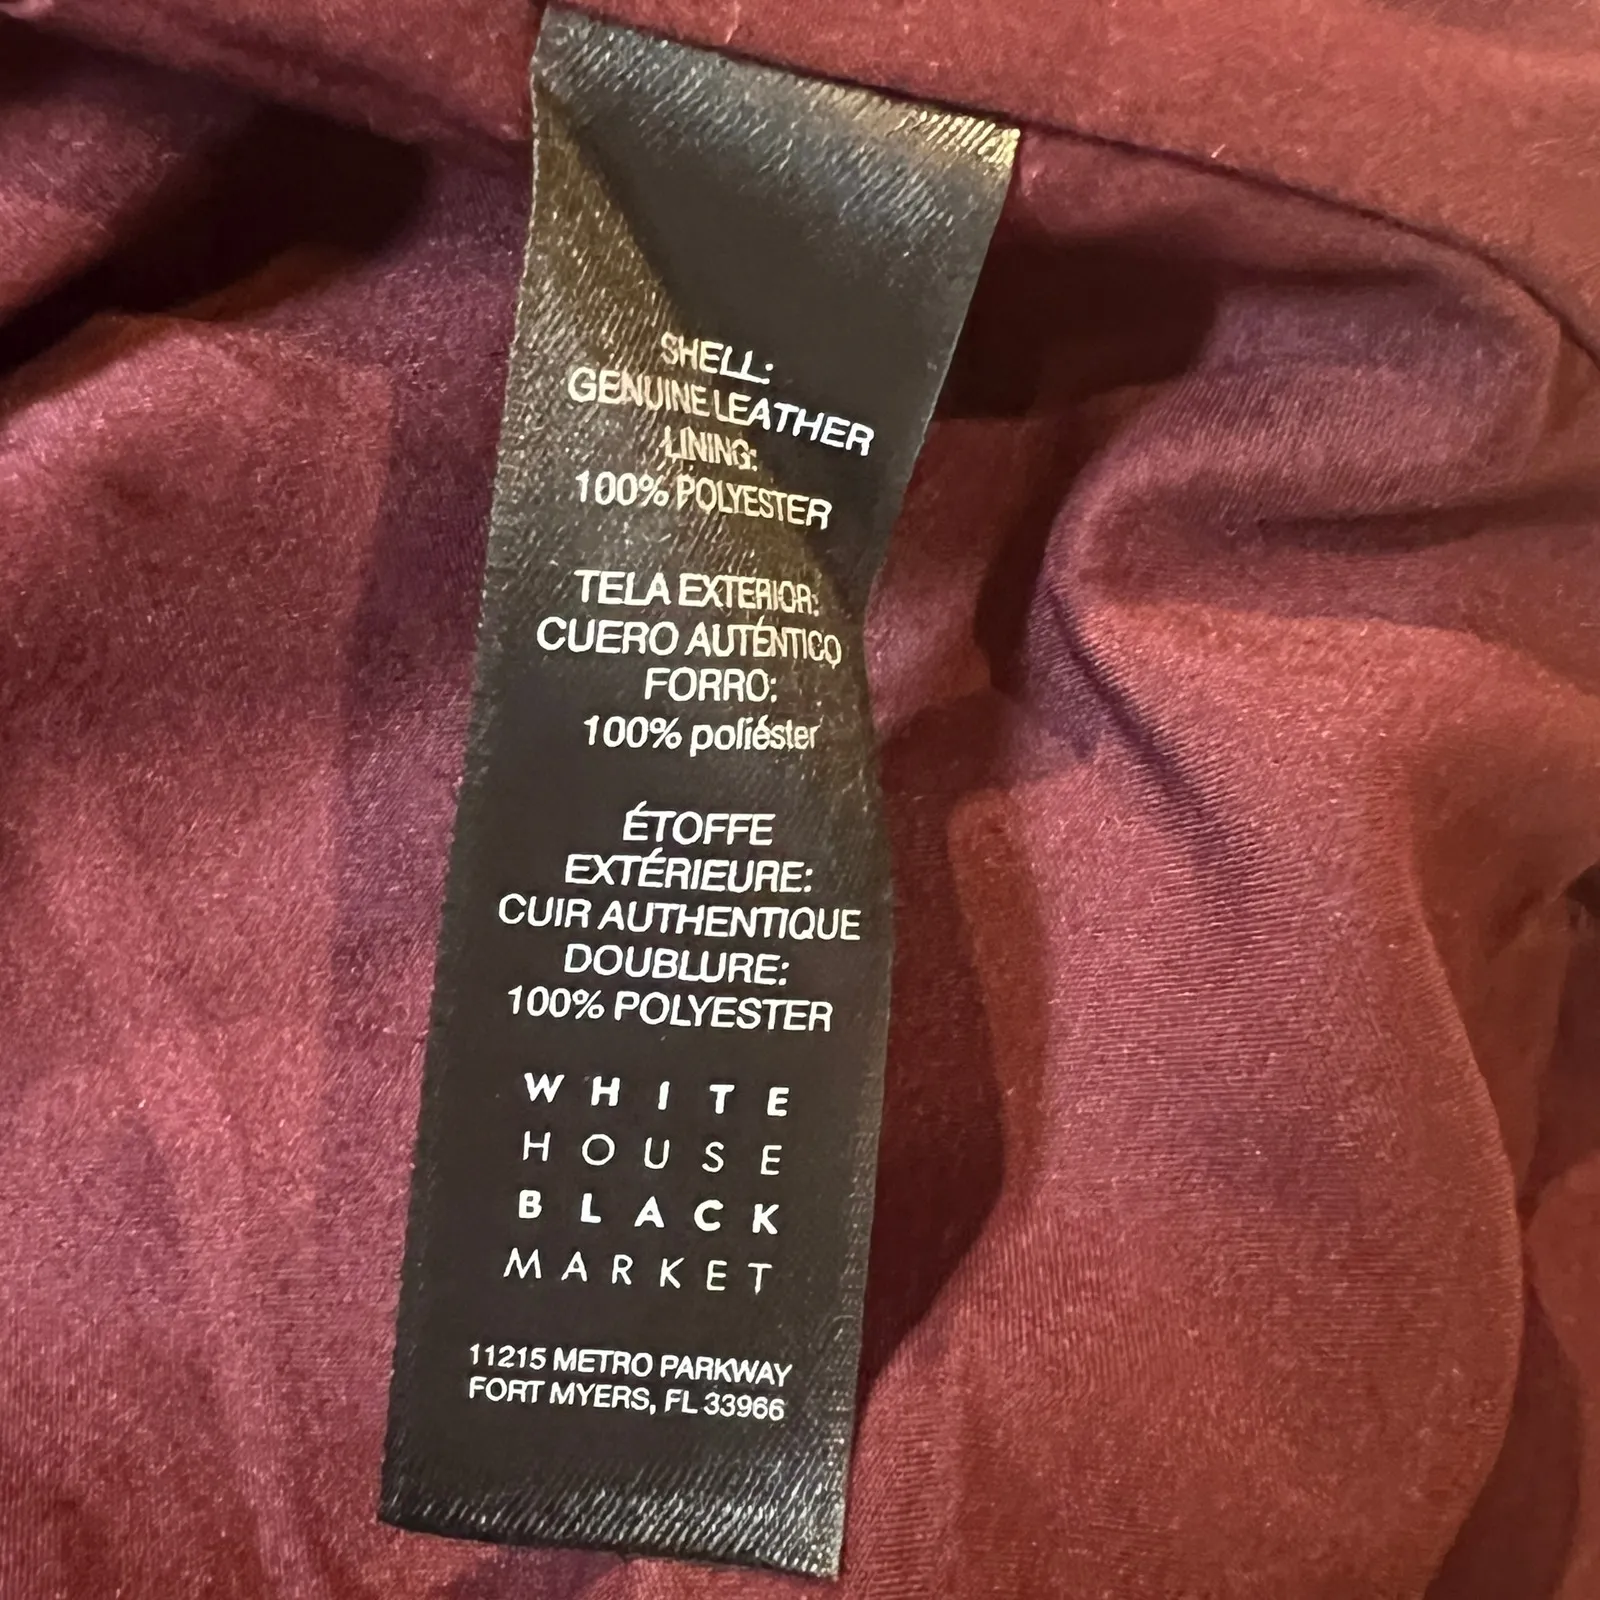 SHELL:
GENUINE LEATHER
LINING:
100% POLYESTER
TELA EXTERIOR:
CUERO AUTÉNTICO
FORRO:
100% poliéster
ÉTOFFE
EXTÉRIEURE:
CUIR AUTHENTIQUE
DOUBLURE:
100% POLYESTER
WHITE
HOUSE
BLACK
MARKET
11215 METRO PARKWAY
FORT MYERS, FL 33966